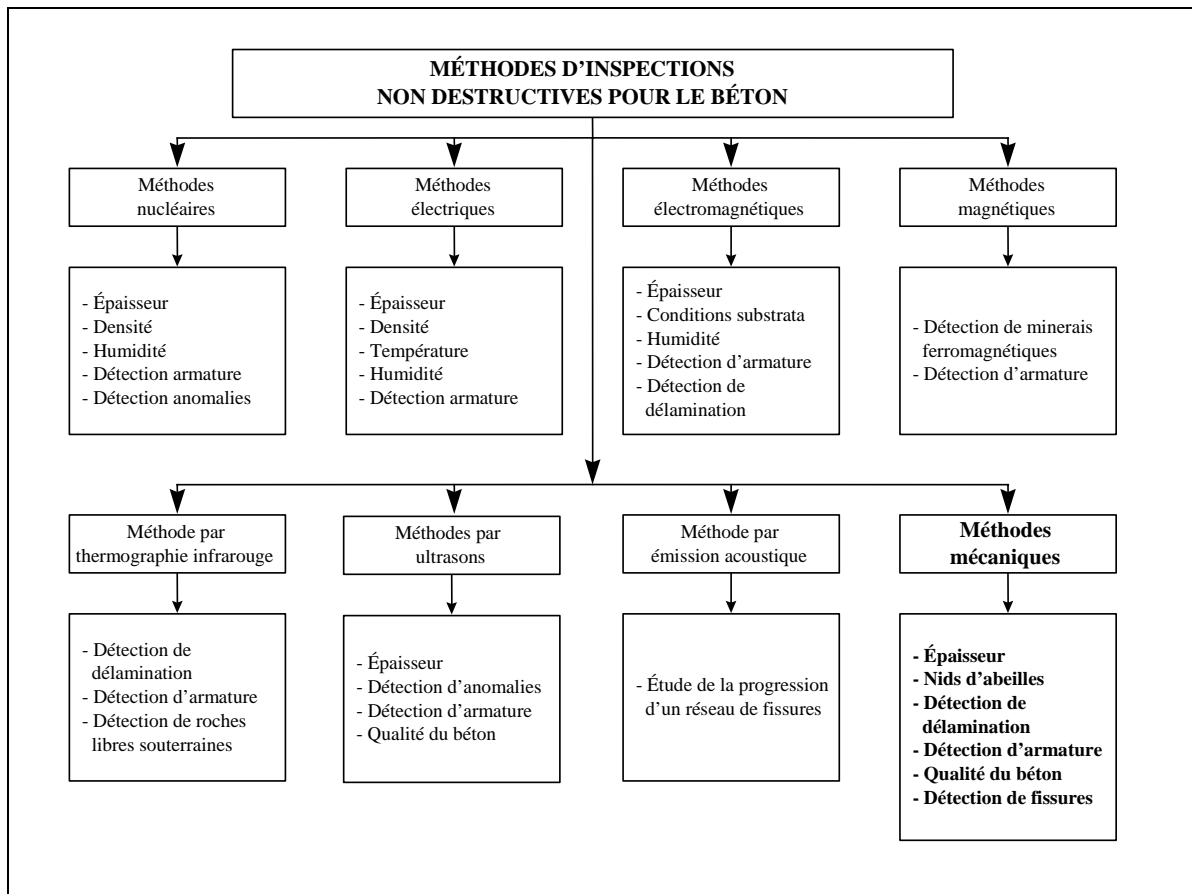 MÉTHODES D'INSPECTIONS
NON DESTRUCTIVES POUR LE BÉTON
Méthodes
nucléaires
Méthodes
électriques
Méthodes
électromagnétiques
Méthodes
magnétiques
- Épaisseur
- Densité
- Humidité
- Détection armature
- Détection anomalies
- Épaisseur
- Densité
- Température
- Humidité
- Détection armature
- Épaisseur
- Conditions substrata
- Humidité
- Détection d'armature
- Détection de
délamination
- Détection de minerais
ferromagnétiques
- Détection d'armature
Méthode par
thermographie infrarouge
Méthodes par
ultrasons
Méthode par
émission acoustique
Méthodes
mécaniques
- Détection de
délamination
- Détection d'armature
- Détection de roches
libres souterraines
- Épaisseur
- Détection d'anomalies
- Détection d'armature
- Qualité du béton
- Étude de la progression
d'un réseau de fissures
- Épaisseur
- Nids d'abeilles
- Détection de
délamination
- Détection d'armature
- Qualité du béton
- Détection de fissures